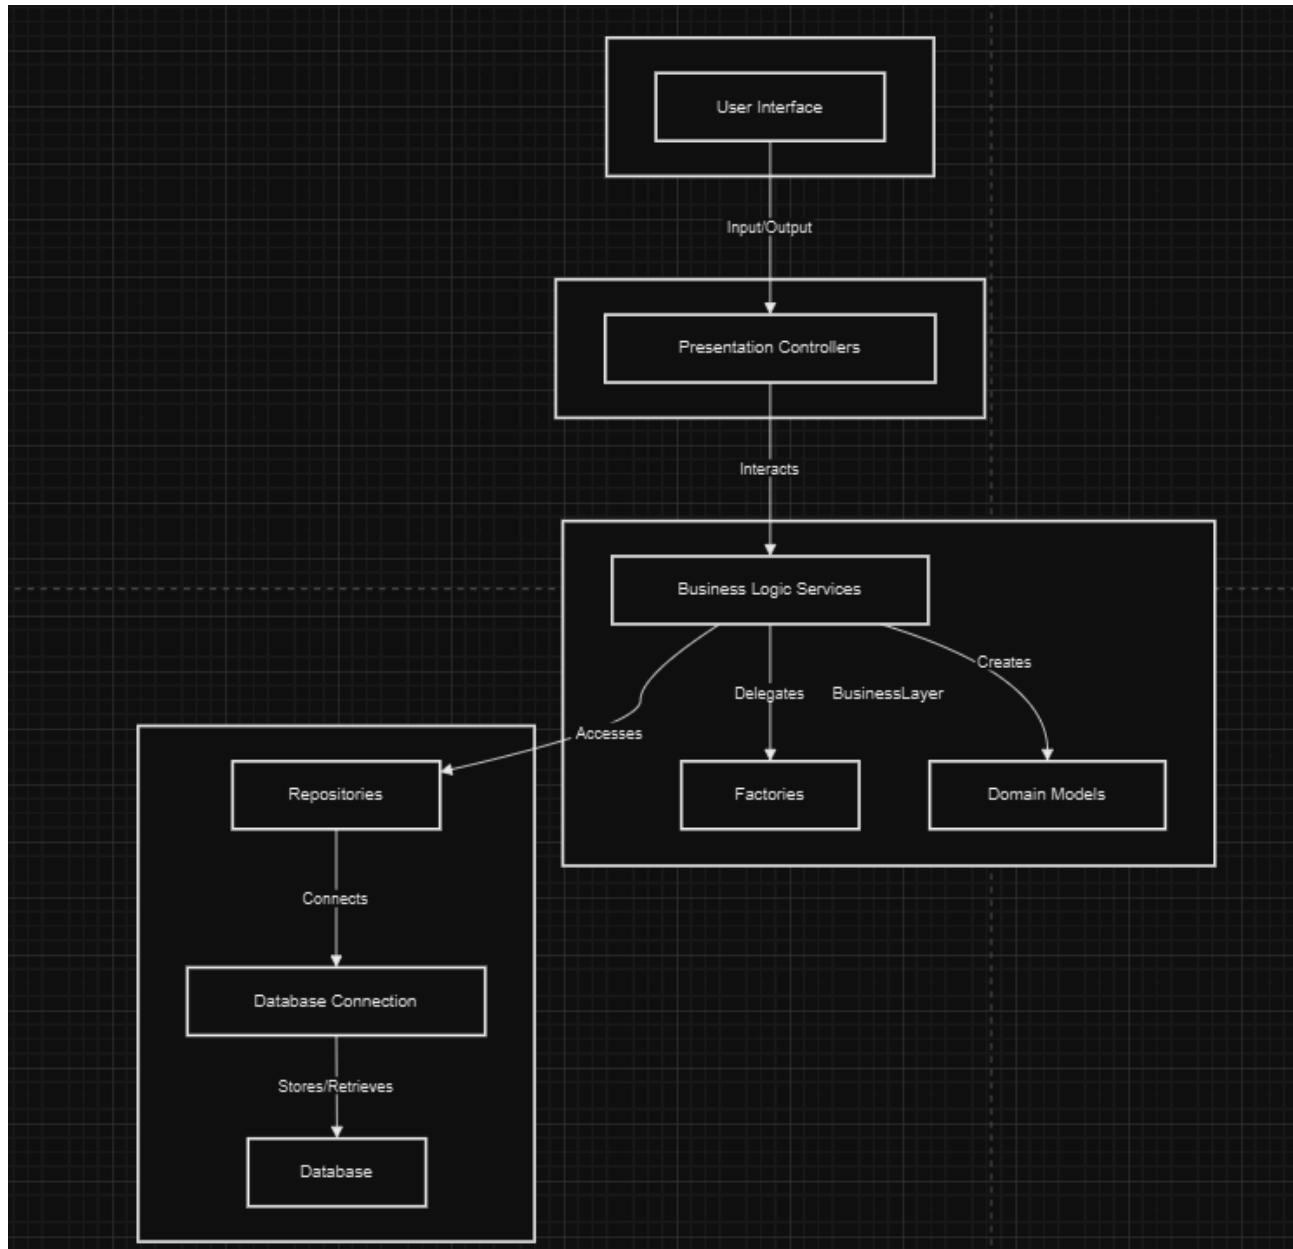 User Interface
Input/Output
Presentation Controllers
Interacts
Business Logic Services
Creates
Delegates
BusinessLayer
Accesses
Repositories
Factories
Domain Models
Connects
Database Connection
Stores/Retrieves
Database